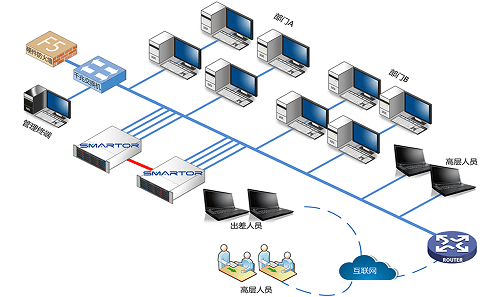 部门A
F5
硬件防火墙
千兆交换机
部门B
管理终端
SMARTOR
SMARTOR
高层人员
出差人员
ROUTER
互联网
高层人员